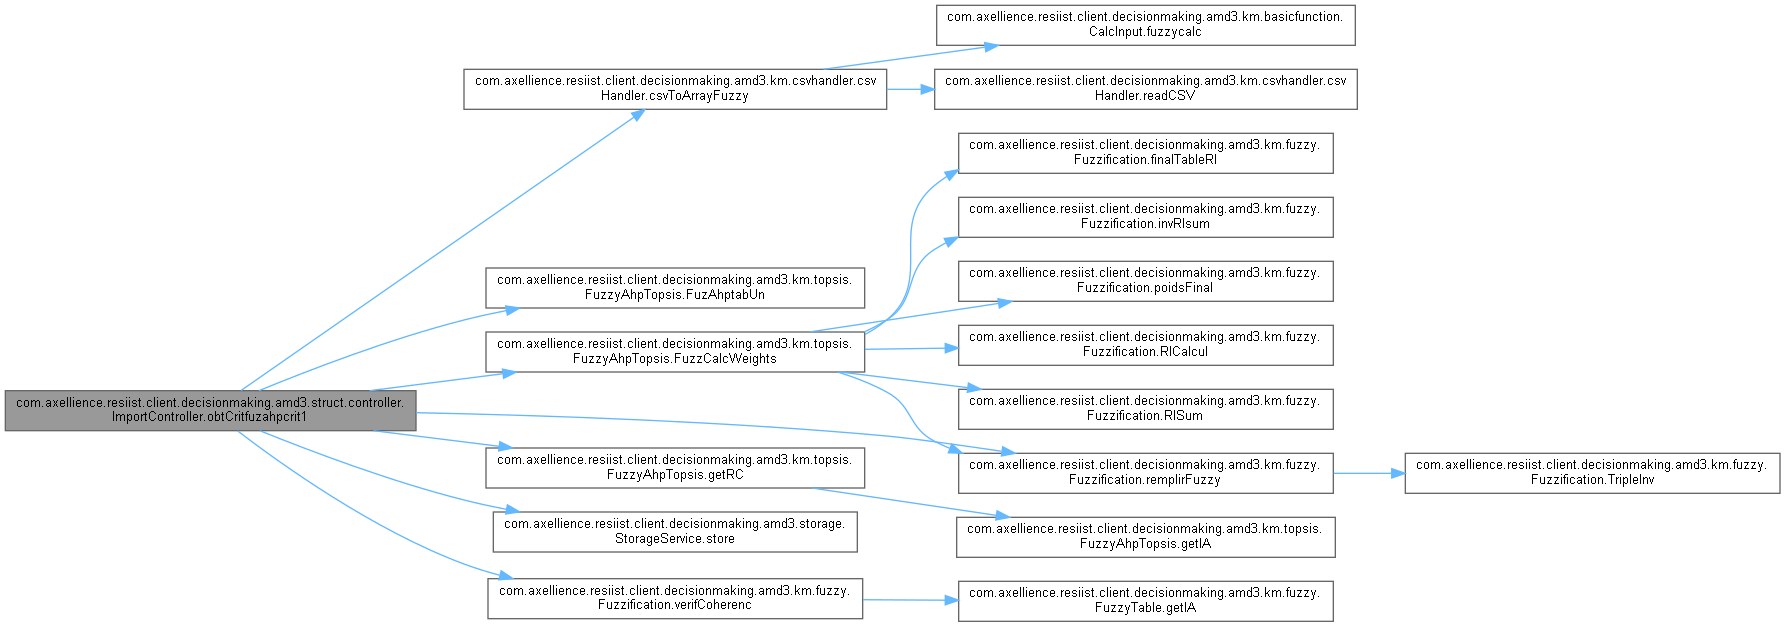 com.axellience.resiist.client.decisionmaking.amd3.struct.controller.
ImportController.obtCritfuzahpcrit1
com.axellience.resiist.client.decisionmaking.amd3.km.csvhandler.csv
Handler.csvToArrayFuzzy
com.axellience.resiist.client.decisionmaking.amd3.km.basicfunction.
CalcInput.fuzzycalc
com.axellience.resiist.client.decisionmaking.amd3.km.csvhandler.csv
Handler.readCSV
com.axellience.resiist.client.decisionmaking.amd3.km.topsis.
FuzzyAhpTopsis.FuzAhptabUn
com.axellience.resiist.client.decisionmaking.amd3.km.topsis.
FuzzyAhpTopsis.FuzzCalcWeights
com.axellience.resiist.client.decisionmaking.amd3.km.fuzzy.
Fuzzification.finalTableRI
com.axellience.resiist.client.decisionmaking.amd3.km.fuzzy.
Fuzzification.invRIsum
com.axellience.resiist.client.decisionmaking.amd3.km.fuzzy.
Fuzzification.poidsFinal
com.axellience.resiist.client.decisionmaking.amd3.km.fuzzy.
Fuzzification.RICalcul
com.axellience.resiist.client.decisionmaking.amd3.km.fuzzy.
Fuzzification.RISum
com.axellience.resiist.client.decisionmaking.amd3.km.fuzzy.
Fuzzification.remplirFuzzy
com.axellience.resiist.client.decisionmaking.amd3.km.fuzzy.
Fuzzification.TripleInv
com.axellience.resiist.client.decisionmaking.amd3.km.topsis.
FuzzyAhpTopsis.getRC
com.axellience.resiist.client.decisionmaking.amd3.km.topsis.
FuzzyAhpTopsis.getIA
com.axellience.resiist.client.decisionmaking.amd3.storage.
StorageService.store
com.axellience.resiist.client.decisionmaking.amd3.km.fuzzy.
Fuzzification.verifCoherenc
com.axellience.resiist.client.decisionmaking.amd3.km.fuzzy.
FuzzyTable.getIA